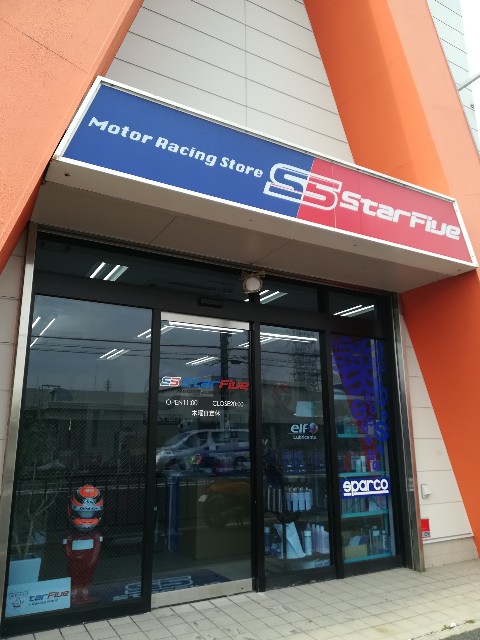 Motor Racing Store S5 StarFive
S5 StarFive
OPEN11:00 CLOSE20:00
木曜日定休
elf
Lubricants
sparco
StarFive